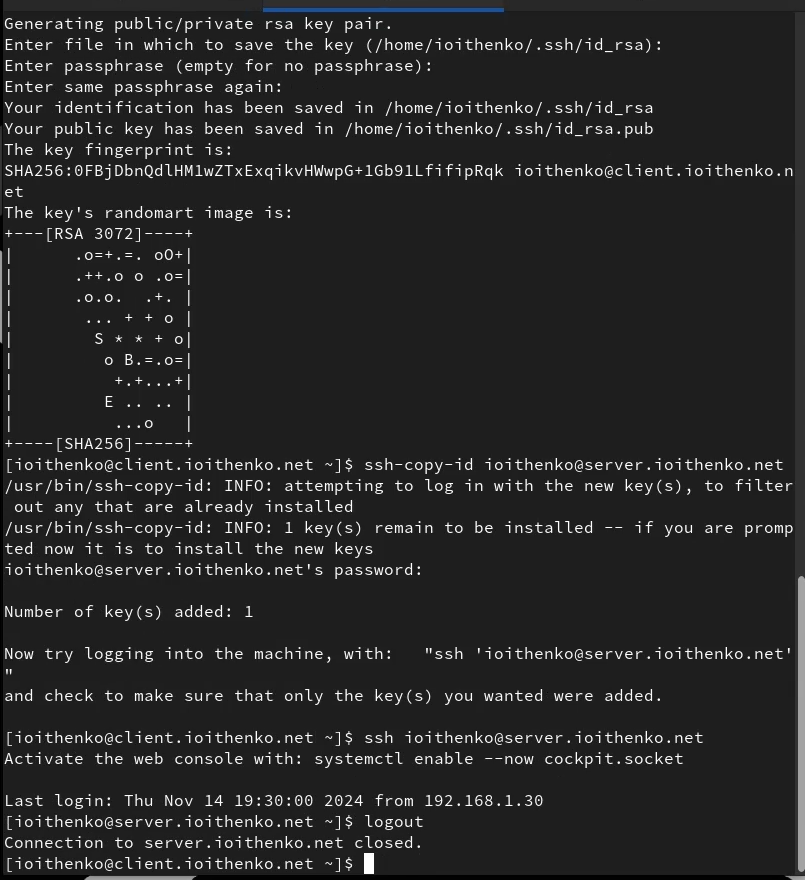 Generating public/private rsa key pair.
Enter file in which to save the key (/home/ioithenko/.ssh/id_rsa):
Enter passphrase (empty for no passphrase):
Enter same passphrase again:
Your identification has been saved in /home/ioithenko/.ssh/id_rsa
Your public key has been saved in /home/ioithenko/.ssh/id_rsa.pub
The key fingerprint is:
SHA256:0FBjDbnQdlHM1wZTxExqikvHWwpG+1Gb91LfifipRqk ioithenko@client.ioithenko.n
et
The key's randomart image is:
+---[RSA 3072]----+
|      .o=+.=. oO+|
|      .++.o o .o=|
|      .o.o.  .+. |
|       ... + + o |
|        S * * + o|
|         o B.=.o=|
|          +.+...+|
|         E .. .. |
|          ...o   |
+----[SHA256]-----+
[ioithenko@client.ioithenko.net ~]$ ssh-copy-id ioithenko@server.ioithenko.net
/usr/bin/ssh-copy-id: INFO: attempting to log in with the new key(s), to filter
 out any that are already installed
/usr/bin/ssh-copy-id: INFO: 1 key(s) remain to be installed -- if you are promp
ted now it is to install the new keys
ioithenko@server.ioithenko.net's password:

Number of key(s) added: 1

Now try logging into the machine, with:   "ssh 'ioithenko@server.ioithenko.net'
"
and check to make sure that only the key(s) you wanted were added.

[ioithenko@client.ioithenko.net ~]$ ssh ioithenko@server.ioithenko.net
Activate the web console with: systemctl enable --now cockpit.socket

Last login: Thu Nov 14 19:30:00 2024 from 192.168.1.30
[ioithenko@server.ioithenko.net ~]$ logout
Connection to server.ioithenko.net closed.
[ioithenko@client.ioithenko.net ~]$